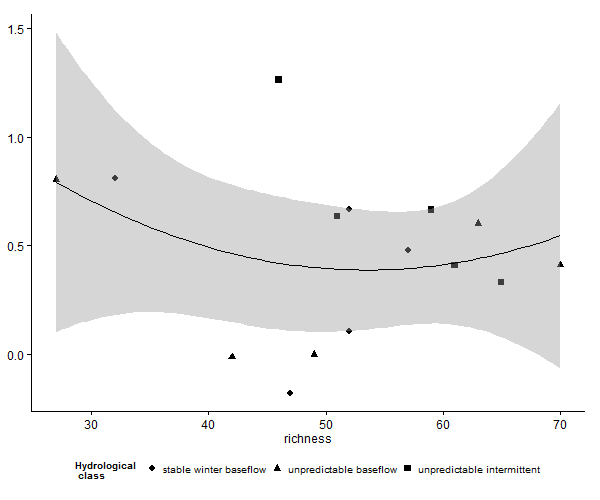 1.5
1.0
0.5
0.0
30 40 50 60 70
richness
Hydrological class
stable winter baseflow unpredictable baseflow unpredictable intermittent